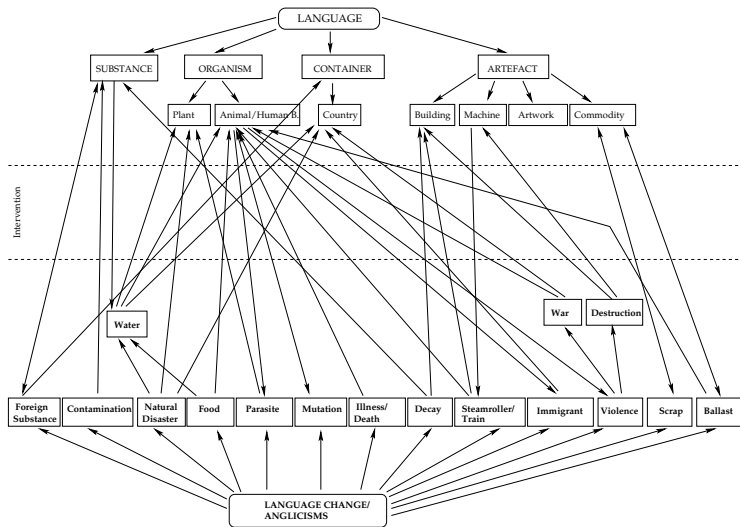 LANGUAGE
SUBSTANCE
ORGANISM
CONTAINER
ARTEFACT
Plant
Animal/Human B.
Country
Building
Machine
Artwork
Commodity
Intervention
Water
War
Destruction
Foreign
Substance
Contamination
Natural
Disaster
Food
Parasite
Mutation
Illness/
Death
Decay
Steamroller/
Train
Immigrant
Violence
Scrap
Ballast
LANGUAGE CHANGE/
ANGLICISMS